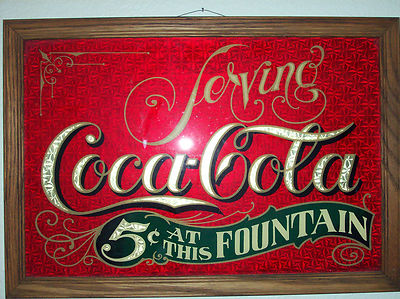 Serving
Coca-Cola
5¢ AT THIS FOUNTAIN